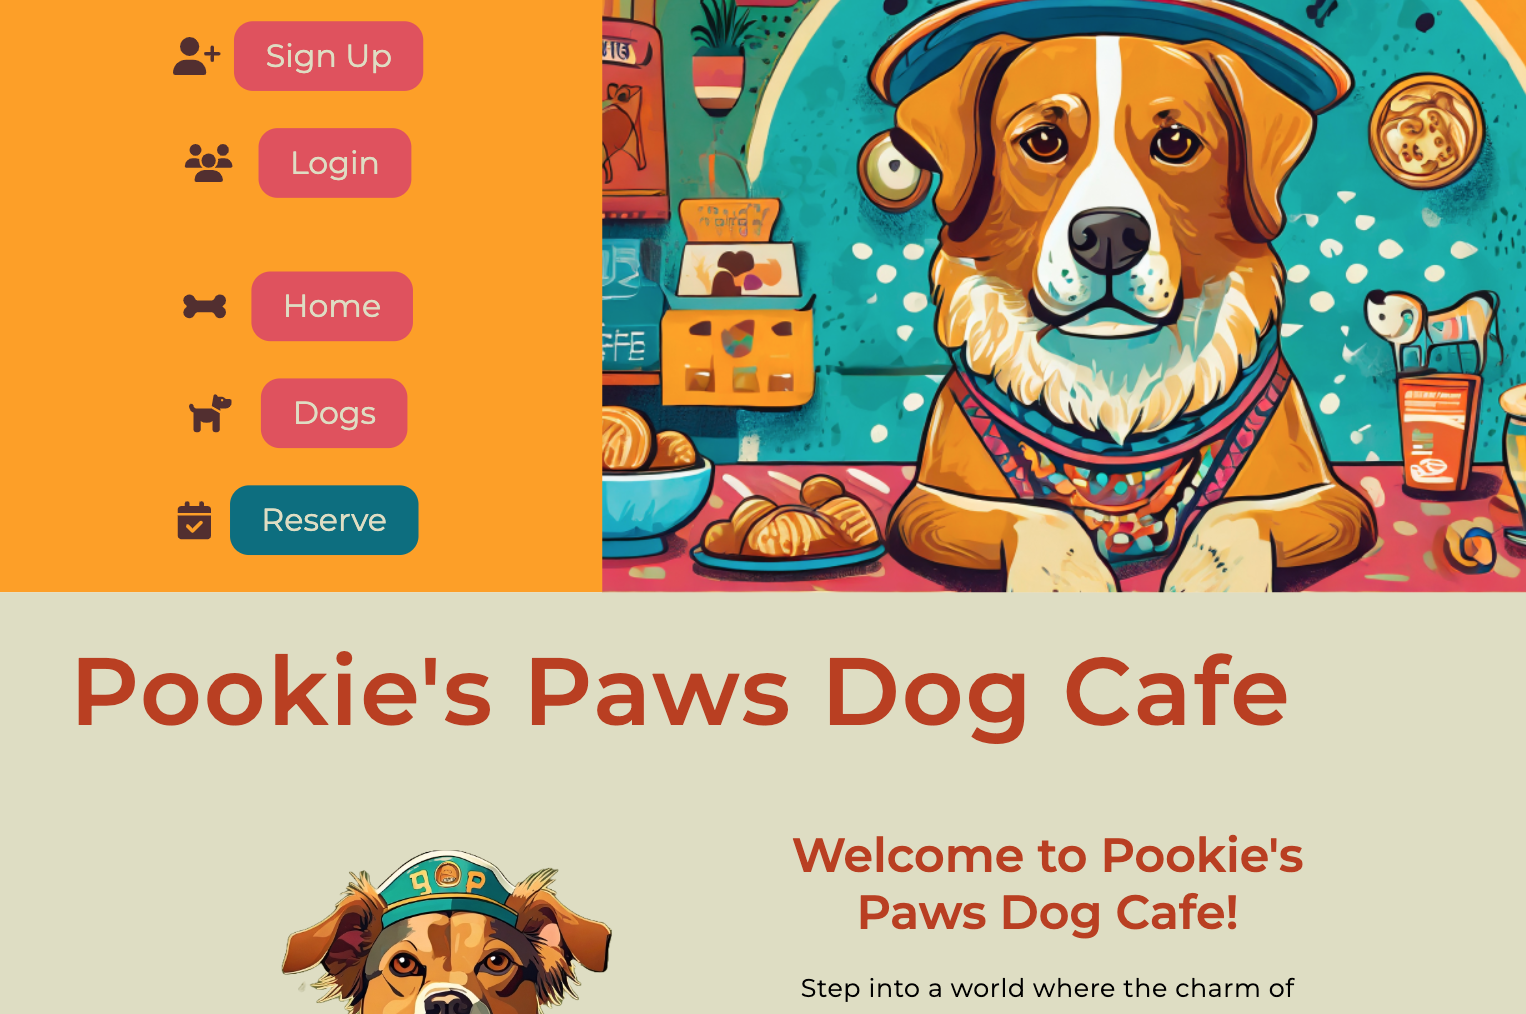 Sign Up
Login
Home
Dogs
Reserve
Pookie's Paws Dog Cafe
Welcome to Pookie's
Paws Dog Cafe!
Step into a world where the charm of